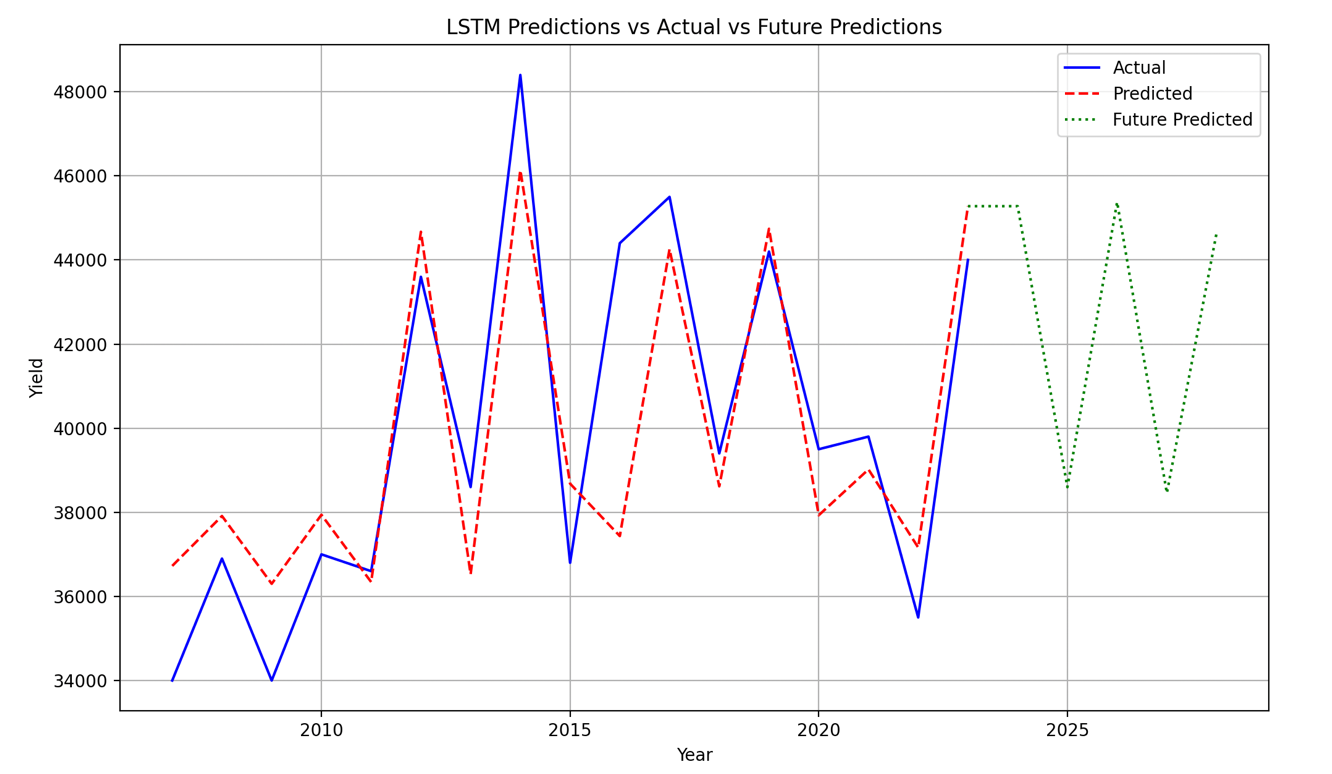 LSTM Predictions vs Actual vs Future Predictions
Actual
Predicted
Future Predicted
48000
46000
44000
42000
40000
38000
36000
34000
Yield
2010 2015 2020 2025
Year